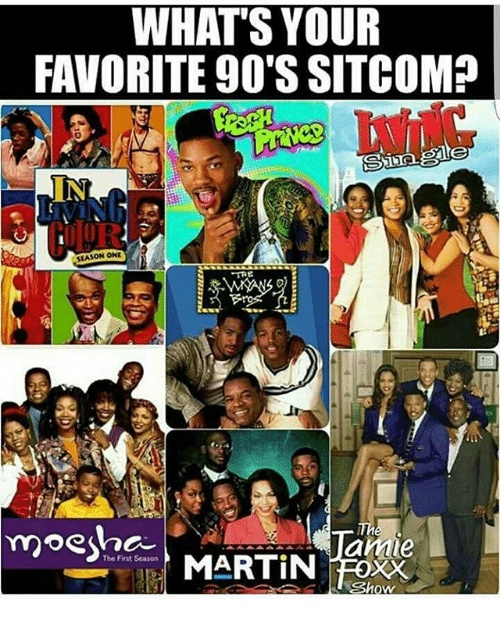 WHAT'S YOUR
FAVORITE 90'S SITCOM?
IN
LIVING
COLOR
SEASON ONE
FRESH
PRINCE
LIVING
Single
THE
WAYANS
Bros
moesha
The First Season
MARTiN
The
Jamie
FOXX
Show